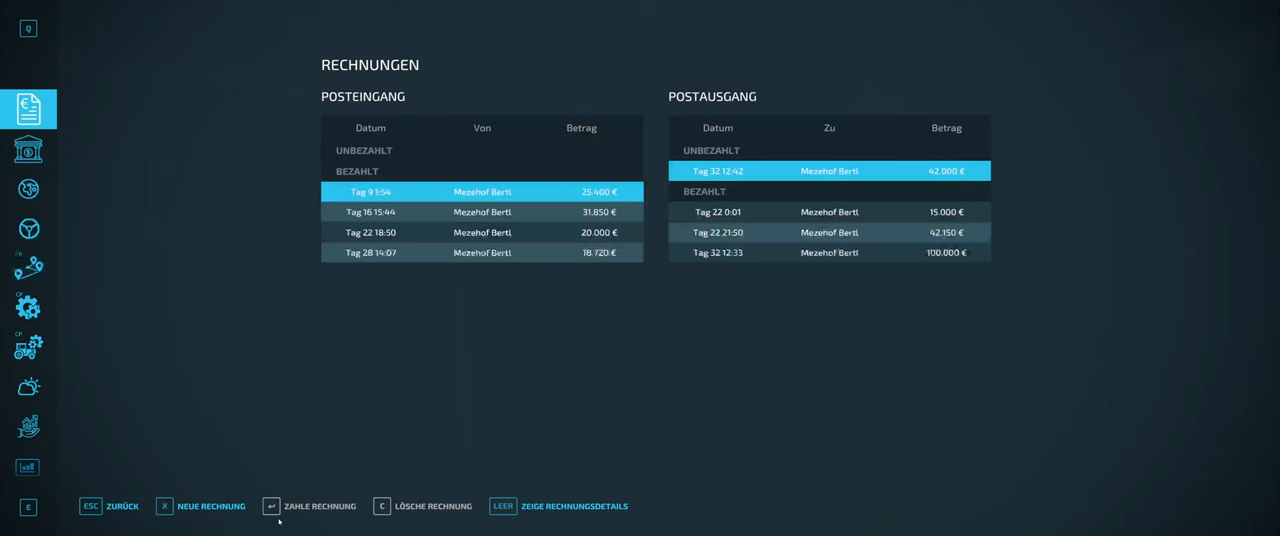 Q
RECHNUNGEN
POSTEINGANG
Datum Von Betrag
UNBEZAHLT
BEZAHLT
Tag 9 1:54 Mezehof Bertl 25.400 €
Tag 16 15:44 Mezehof Bertl 31.850 €
Tag 22 18:50 Mezehof Bertl 20.000 €
Tag 28 14:07 Mezehof Bertl 18.720 €
POSTAUSGANG
Datum Zu Betrag
UNBEZAHLT
Tag 32 12:42 Mezehof Bertl 42.000 €
BEZAHLT
Tag 22 0:01 Mezehof Bertl 15.000 €
Tag 22 21:50 Mezehof Bertl 42.150 €
Tag 32 12:33 Mezehof Bertl 100.000 €
CP
CP
CP
E
ESC ZURÜCK X NEUE RECHNUNG ↵ ZAHLE RECHNUNG C LÖSCHE RECHNUNG LEER ZEIGE RECHNUNGSDETAILS